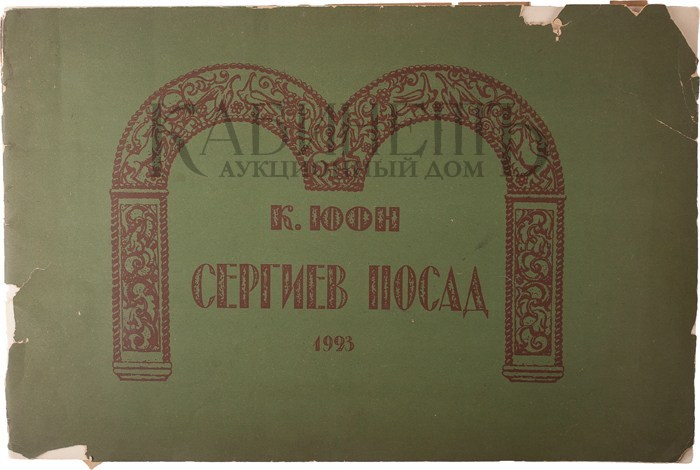 КАБИНЕТЪ
АУКЦИОННЫЙ ДОМ
К. ЮОН
СЕРГИЕВ ПОСАД
1923